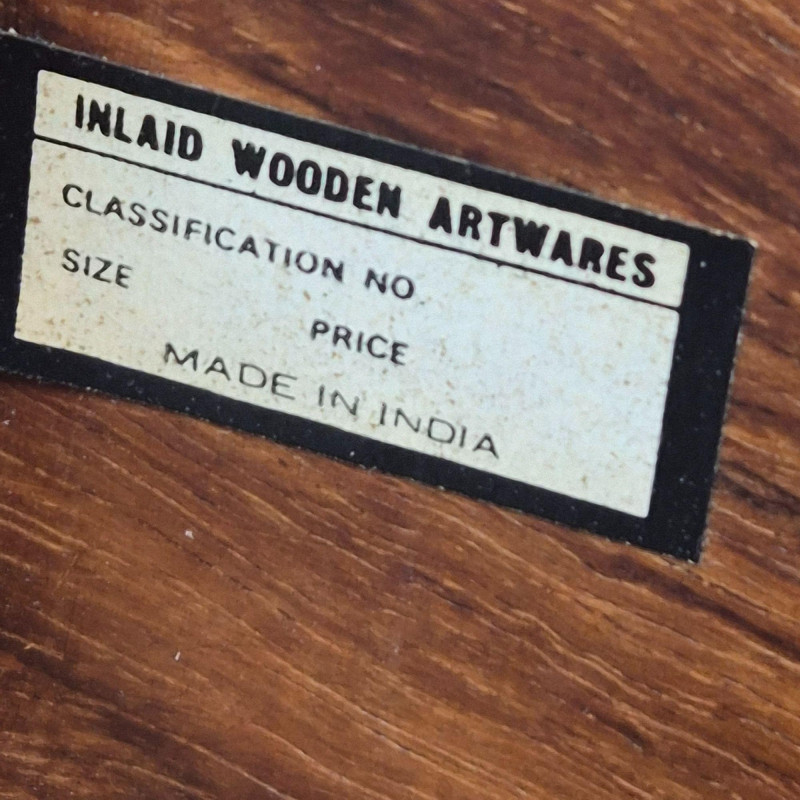 INLAID WOODEN ARTWARES
CLASSIFICATION NO
SIZE
PRICE
MADE IN INDIA